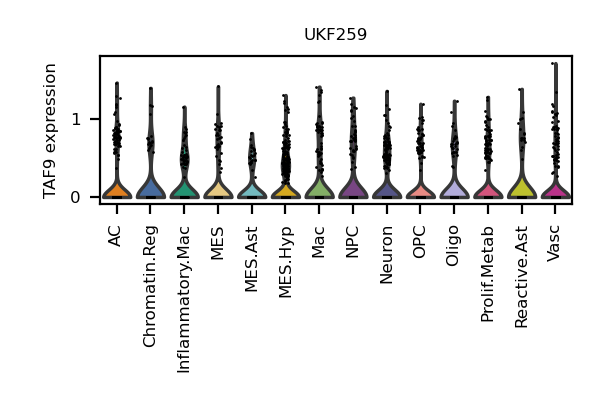 UKF259
TAF9 expression
1
0
AC
Chromatin.Reg
Inflammatory.Mac
MES
MES.Ast
MES.Hyp
Mac
NPC
Neuron
OPC
Oligo
Prolif.Metab
Reactive.Ast
Vasc